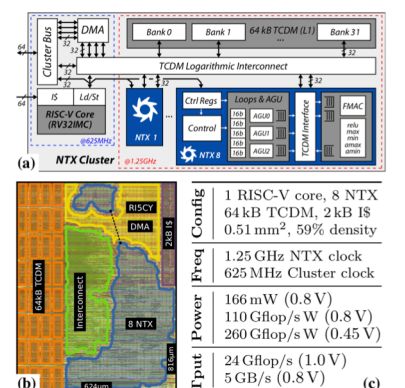 64
64
Cluster Bus
DMA
32
32
Bank 0
Bank 1
64 kB TCDM (L1)
...
Bank 31
32
32
32
TCDM Logarithmic Interconnect
32
32
IS
Ld/St
RISC-V Core
(RV32IMC)
@625MHz
NTX 1
...
Ctrl Regs
Control
NTX 8
Loops & AGU
16b
16b
16b
16b
16b
AGU0
AGU1
AGU2
TCDM Interface
FMAC
relu
max
min
amax
amin
(a)
NTX Cluster
@1.25GHz
64kB TCDM
Interconnect
RI5CY
DMA
2kB I$
8 NTX
816μm
624μm
(b)
Config
1 RISC-V core, 8 NTX
64 kB TCDM, 2 kB I$
0.51 mm², 59% density
Freq
1.25 GHz NTX clock
625 MHz Cluster clock
Power
166 mW (0.8 V)
110 Gflop/s W (0.8 V)
260 Gflop/s W (0.45 V)
Tput
24 Gflop/s (1.0 V)
5 GB/s (0.8 V)
(c)